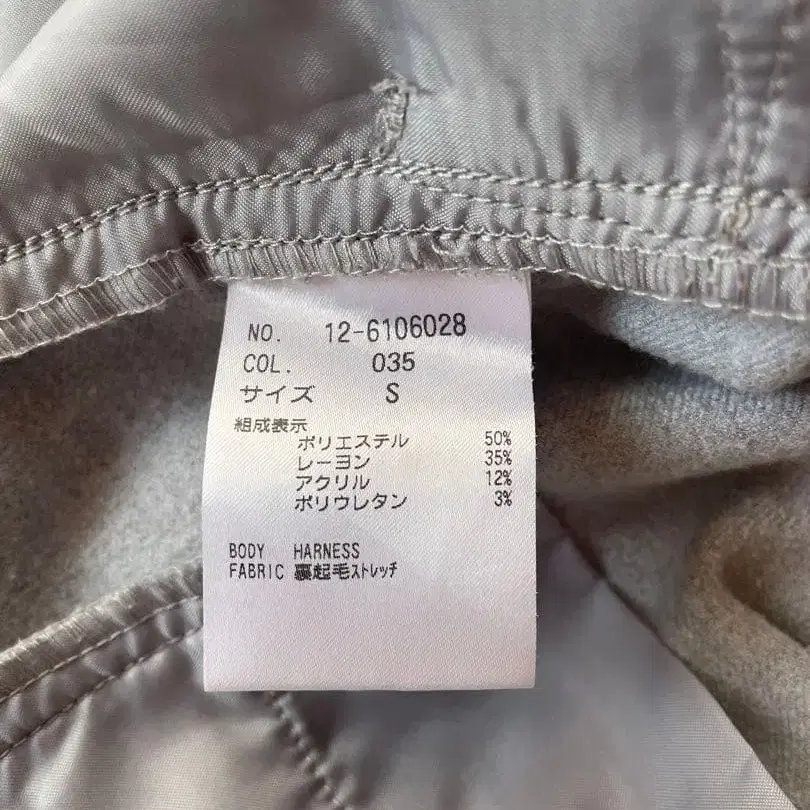 NO. 12-6106028
COL. 035
サイズ S
組成表示
ポリエステル 50%
レーヨン 35%
アクリル 12%
ポリウレタン 3%
BODY HARNESS
FABRIC 裏起毛ストレッチ